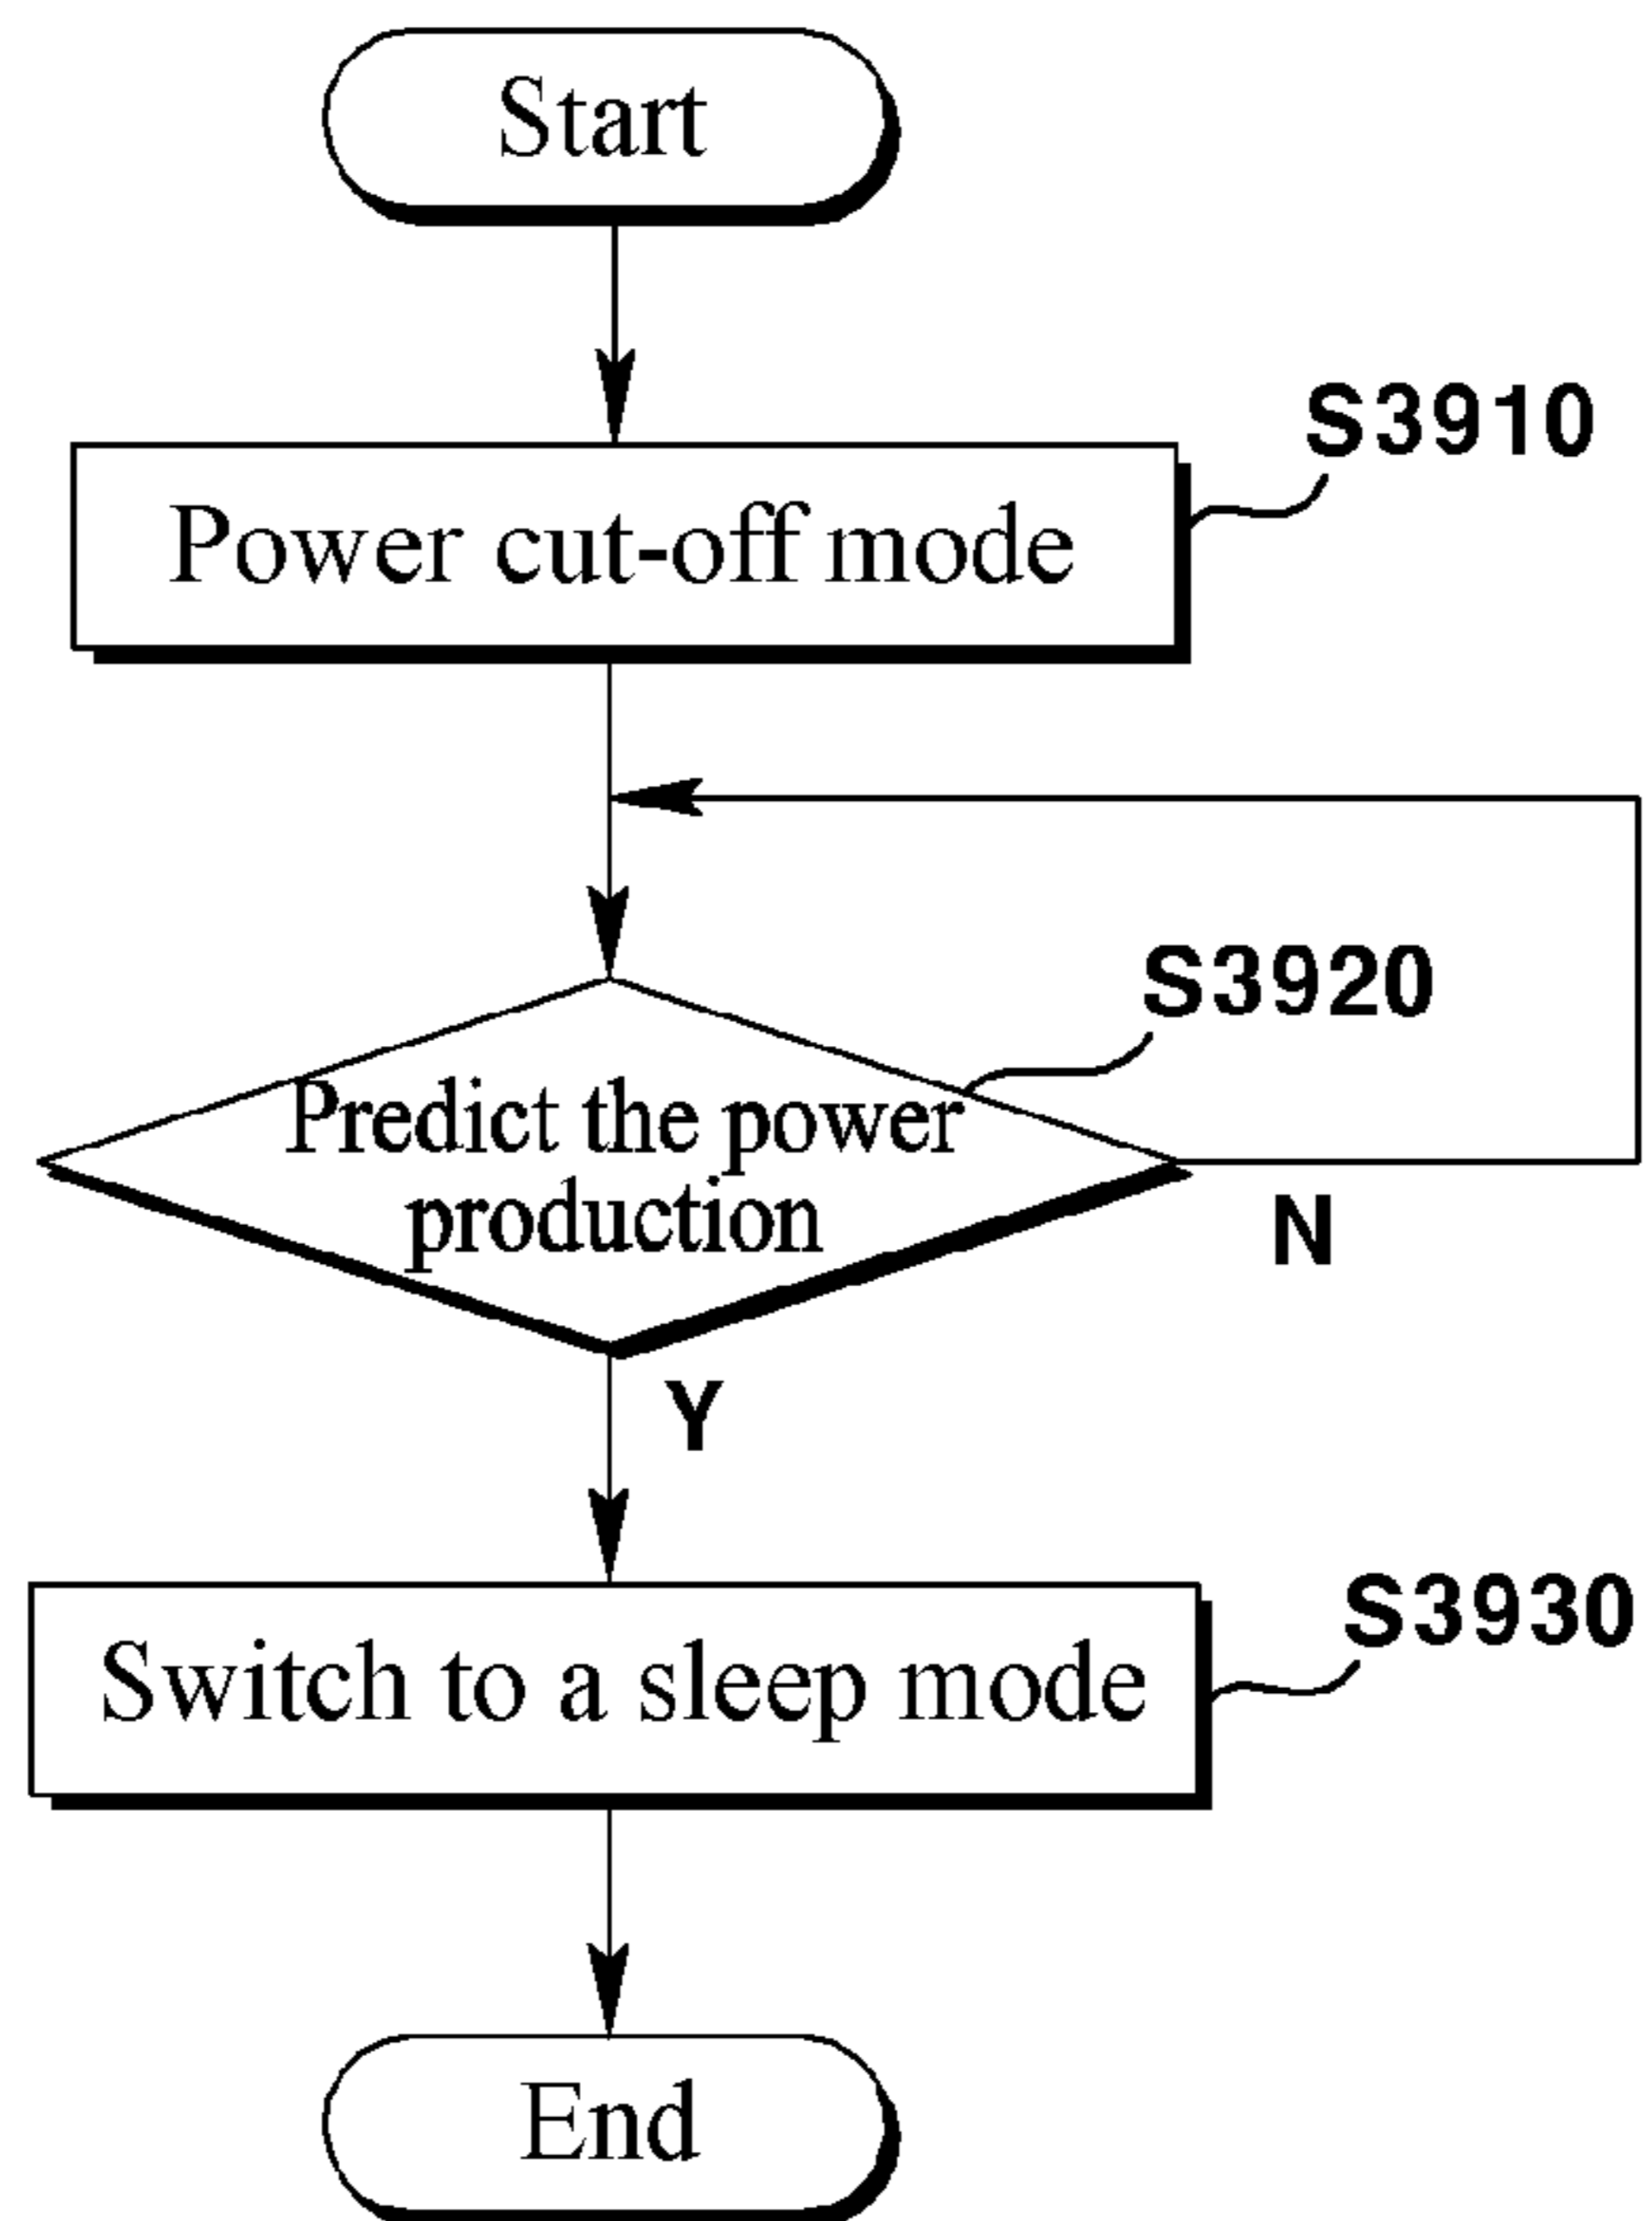 Start
S3910
Power cut-off mode
S3920
Predict the power
production
N
Y
S3930
Switch to a sleep mode
End